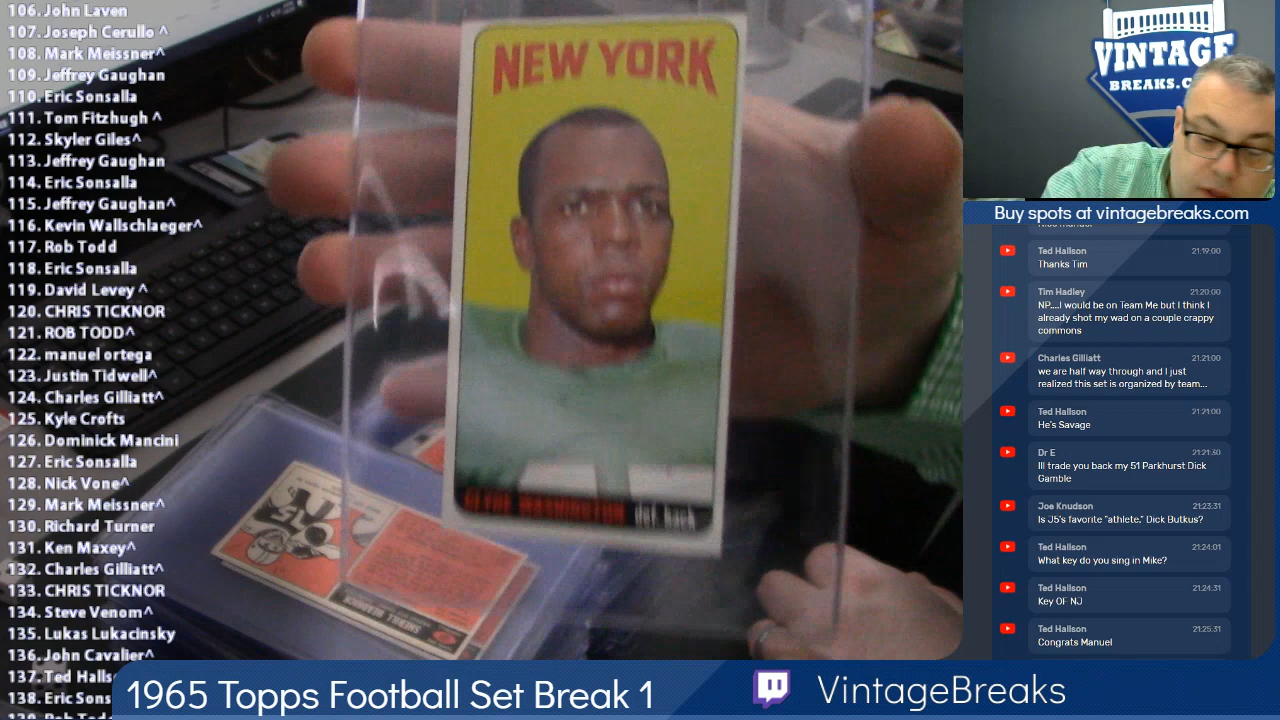 106. John Laven
107. Joseph Cerullo ^
108. Mark Meissner^
109. Jeffrey Gaughan
110. Eric Sonsalla
111. Tom Fitzhugh ^
112. Skyler Giles^
113. Jeffrey Gaughan
114. Eric Sonsalla
115. Jeffrey Gaughan^
116. Kevin Wallschlaeger^
117. Rob Todd
118. Eric Sonsalla
119. David Levey ^
120. CHRIS TICKNOR
121. ROB TODD^
122. manuel ortega
123. Justin Tidwell^
124. Charles Gilliatt^
125. Kyle Crofts
126. Dominick Mancini
127. Eric Sonsalla
128. Nick Vone^
129. Mark Meissner^
130. Richard Turner
131. Ken Maxey^
132. Charles Gilliatt^
133. CHRIS TICKNOR
134. Steve Venom^
135. Lukas Lukacinsky
136. John Cavalier^
137. Ted Halls
138. Eric Sons
NEW YORK
CLYDE WASHINGTON def. back
VINTAGE
BREAKS.C
Buy spots at vintagebreaks.com
Ted Hallson 21:19:00
Thanks Tim
Tim Hadley 21:20:00
NP....I would be on Team Me but I think I
already shot my wad on a couple crappy
commons
Charles Gilliatt 21:21:00
we are half way through and I just
realized this set is organized by team...
Ted Hallson 21:21:00
He's Savage
Dr E 21:21:30
Ill trade you back my 51 Parkhurst Dick
Gamble
Joe Knudson 21:23:31
Is J5's favorite "athlete." Dick Butkus?
Ted Hallson 21:24:01
What key do you sing in Mike?
Ted Hallson 21:24:31
Key OF NJ
Ted Hallson 21:25:31
Congrats Manuel
1965 Topps Football Set Break 1
VintageBreaks